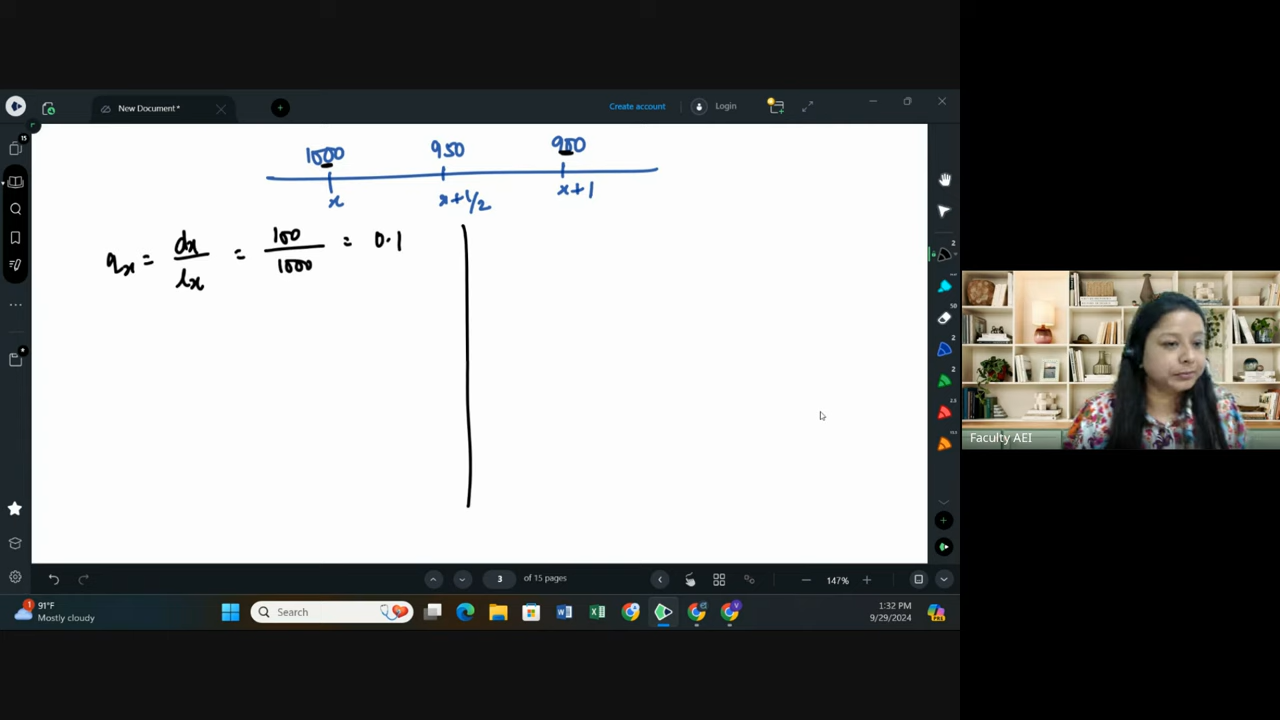 New Document*
Create account
Login
1000 950 900
x x+1/2 x+1
qx = dx / lx = 100 / 1000 = 0.1
Faculty AEI
3 of 15 pages
147%
91°F
Mostly cloudy
Search
1:32 PM
9/29/2024